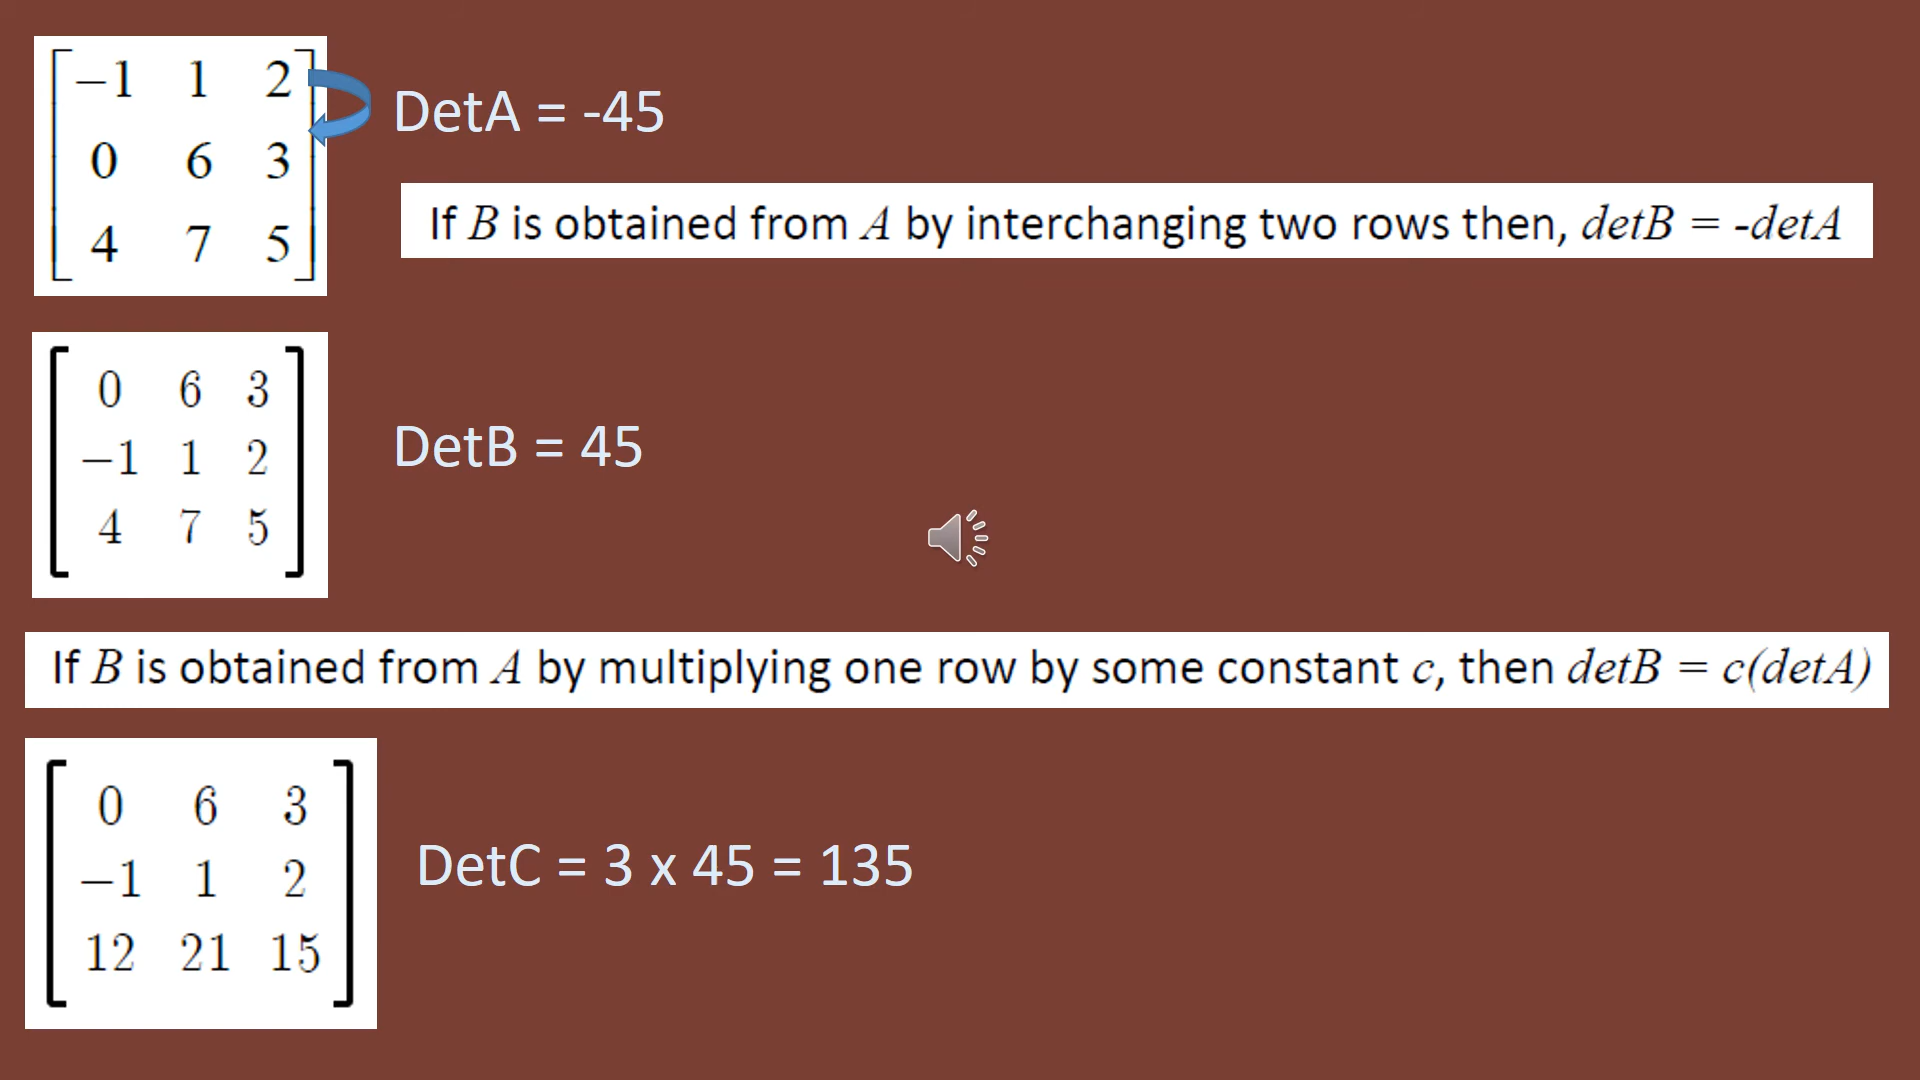 −1 1 2
0 6 3
4 7 5
DetA = -45
If B is obtained from A by interchanging two rows then, detB = -detA
0 6 3
−1 1 2
4 7 5
DetB = 45
If B is obtained from A by multiplying one row by some constant c, then detB = c(detA)
0 6 3
−1 1 2
12 21 15
DetC = 3 x 45 = 135